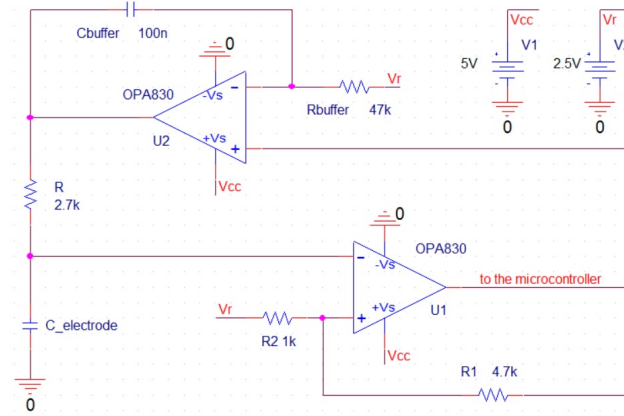 Cbuffer 100n
0
Vcc
V1
5V
0
Vr
2.5V
0
OPA830
-Vs
-
+Vs
+
U2
Vcc
Vr
Rbuffer 47k
R
2.7k
0
OPA830
-
-Vs
+Vs
+
U1
Vcc
to the microcontroller
Vr
R2 1k
C_electrode
0
R1 4.7k